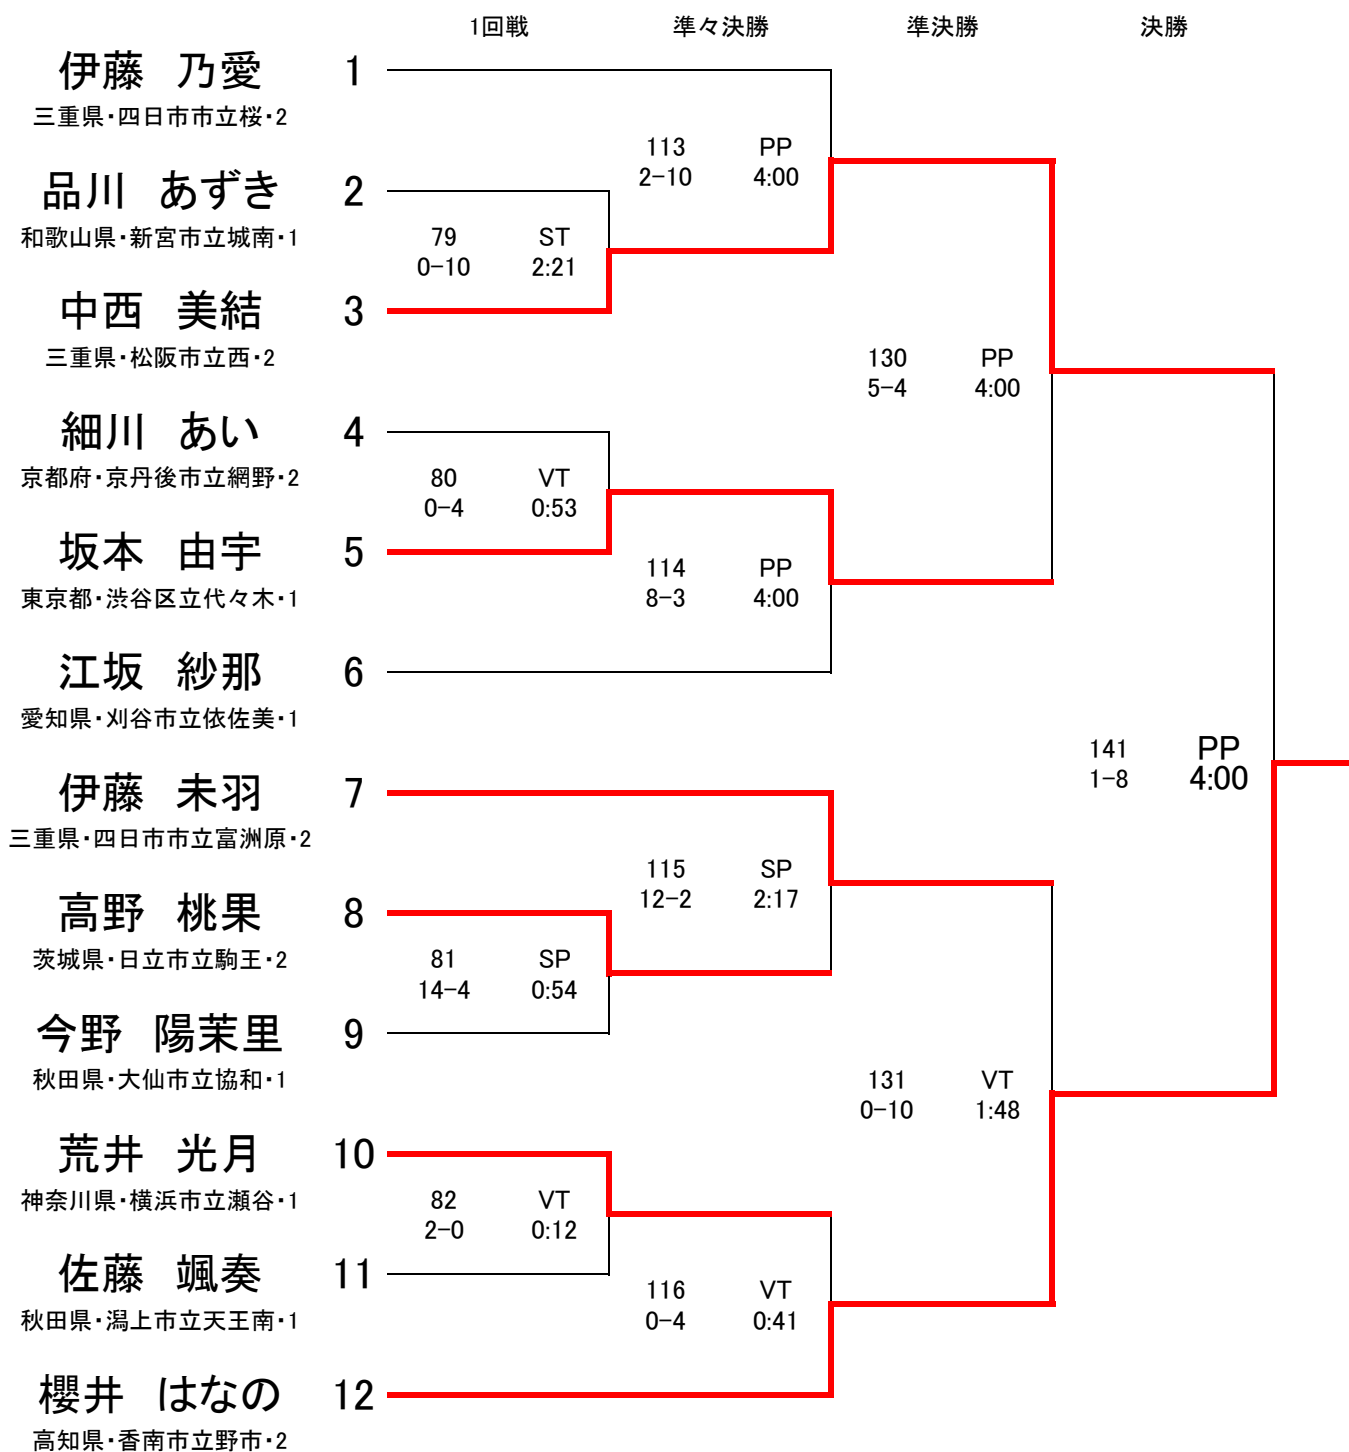 1回戦 準々決勝 準決勝 決勝
伊藤 乃愛 1
三重県・四日市市立桜・2
113 PP
2-10 4:00
品川 あずき 2
和歌山県・新宮市立城南・1
79 ST
0-10 2:21
中西 美結 3
三重県・松阪市立西・2
130 PP
5-4 4:00
細川 あい 4
京都府・京丹後市立網野・2
80 VT
0-4 0:53
坂本 由宇 5
東京都・渋谷区立代々木・1
114 PP
8-3 4:00
江坂 紗那 6
愛知県・刈谷市立依佐美・1
141 PP
1-8 4:00
伊藤 未羽 7
三重県・四日市市立富洲原・2
115 SP
12-2 2:17
高野 桃果 8
茨城県・日立市立駒王・2
81 SP
14-4 0:54
今野 陽茉里 9
秋田県・大仙市立協和・1
131 VT
0-10 1:48
荒井 光月 10
神奈川県・横浜市立瀬谷・1
82 VT
2-0 0:12
佐藤 颯奏 11
秋田県・潟上市立天王南・1
116 VT
0-4 0:41
櫻井 はなの 12
高知県・香南市立野市・2